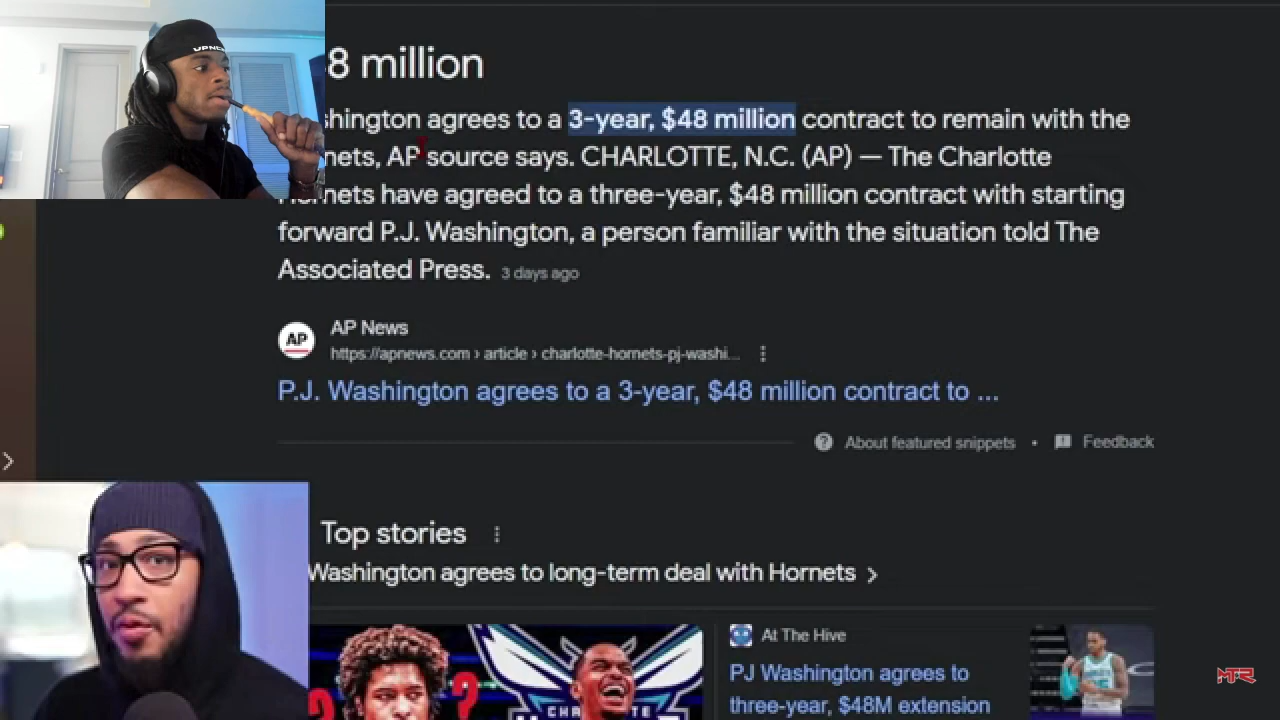 8 million
shington agrees to a 3-year, $48 million contract to remain with the
nets, AP source says. CHARLOTTE, N.C. (AP) — The Charlotte
Hornets have agreed to a three-year, $48 million contract with starting
forward P.J. Washington, a person familiar with the situation told The
Associated Press. 3 days ago
AP
AP News
https://apnews.com › article › charlotte-hornets-pj-washi...
P.J. Washington agrees to a 3-year, $48 million contract to ...
About featured snippets • Feedback
Top stories
Washington agrees to long-term deal with Hornets
? ?
CHAR
At The Hive
PJ Washington agrees to
three-year, $48M extension
MTR